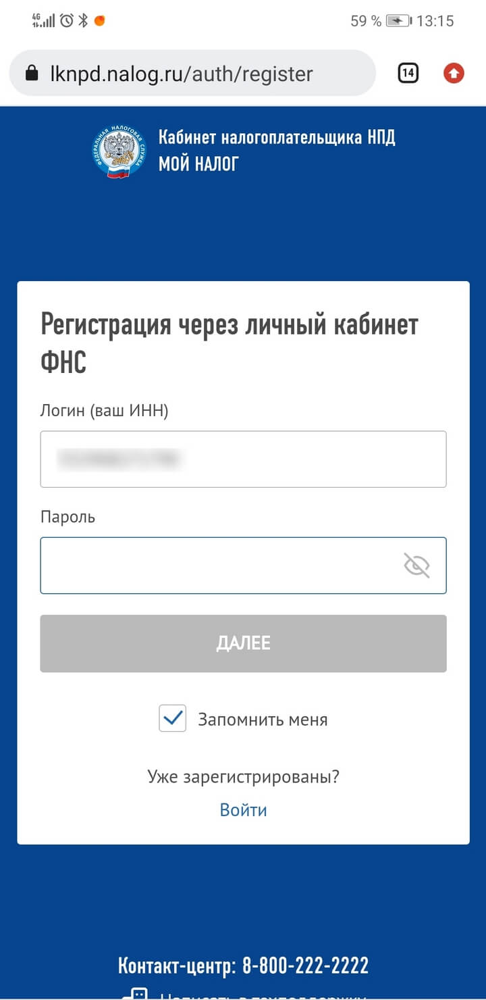 4G
59 % 13:15
lknpd.nalog.ru/auth/register
14
ФЕДЕРАЛЬНАЯ НАЛОГОВАЯ СЛУЖБА
Кабинет налогоплательщика НПД
МОЙ НАЛОГ
Регистрация через личный кабинет
ФНС
Логин (ваш ИНН)
Пароль
ДАЛЕЕ
Запомнить меня
Уже зарегистрированы?
Войти
Контакт-центр: 8-800-222-2222
Написать в техподдержку